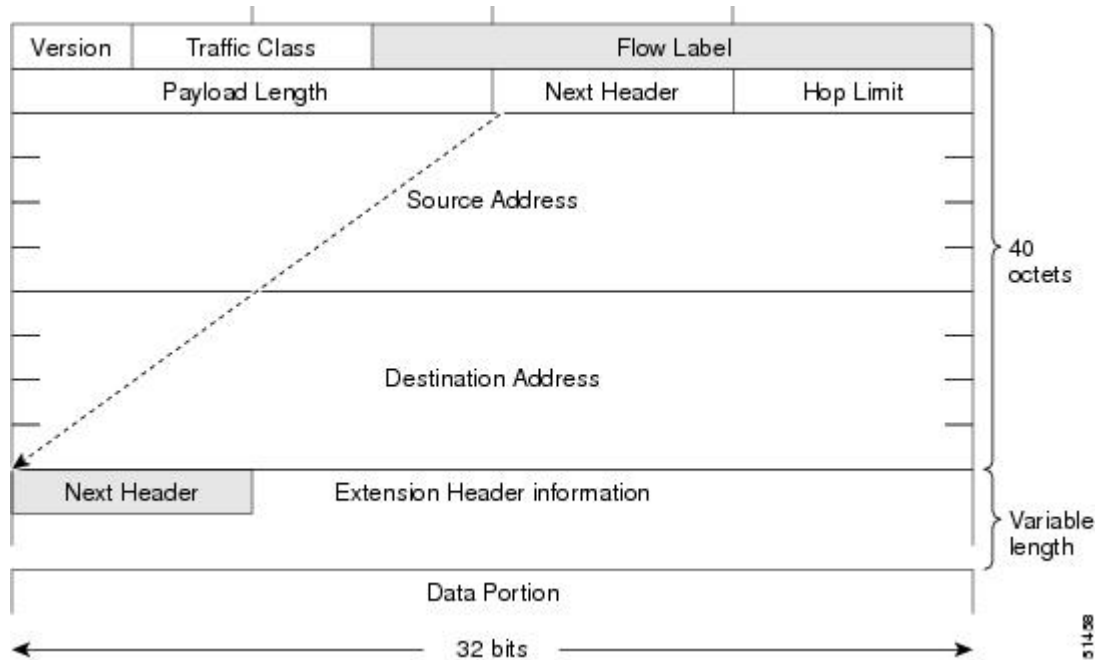 Version Traffic Class Flow Label
Payload Length Next Header Hop Limit
Source Address
40
octets
Destination Address
Next Header Extension Header information
Variable
length
Data Portion
32 bits
51458